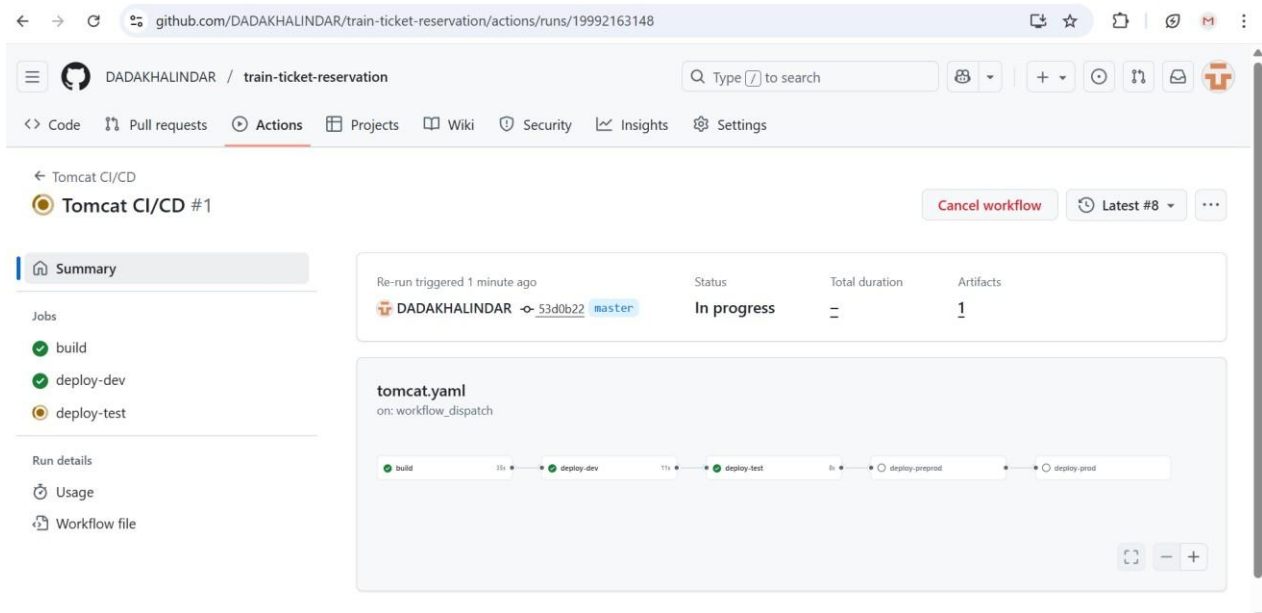 github.com/DADAKHALINDAR/train-ticket-reservation/actions/runs/19992163148
M
DADAKHALINDAR / train-ticket-reservation
Type / to search
Code Pull requests Actions Projects Wiki Security Insights Settings
Tomcat CI/CD
Tomcat CI/CD #1
Cancel workflow Latest #8
Summary
Jobs
build
deploy-dev
deploy-test
Run details
Usage
Workflow file
Re-run triggered 1 minute ago Status Total duration Artifacts
DADAKHALINDAR 53d0b22 master In progress – 1
tomcat.yaml
on: workflow_dispatch
build deploy-dev 11s deploy-test deploy-preprod deploy-prod